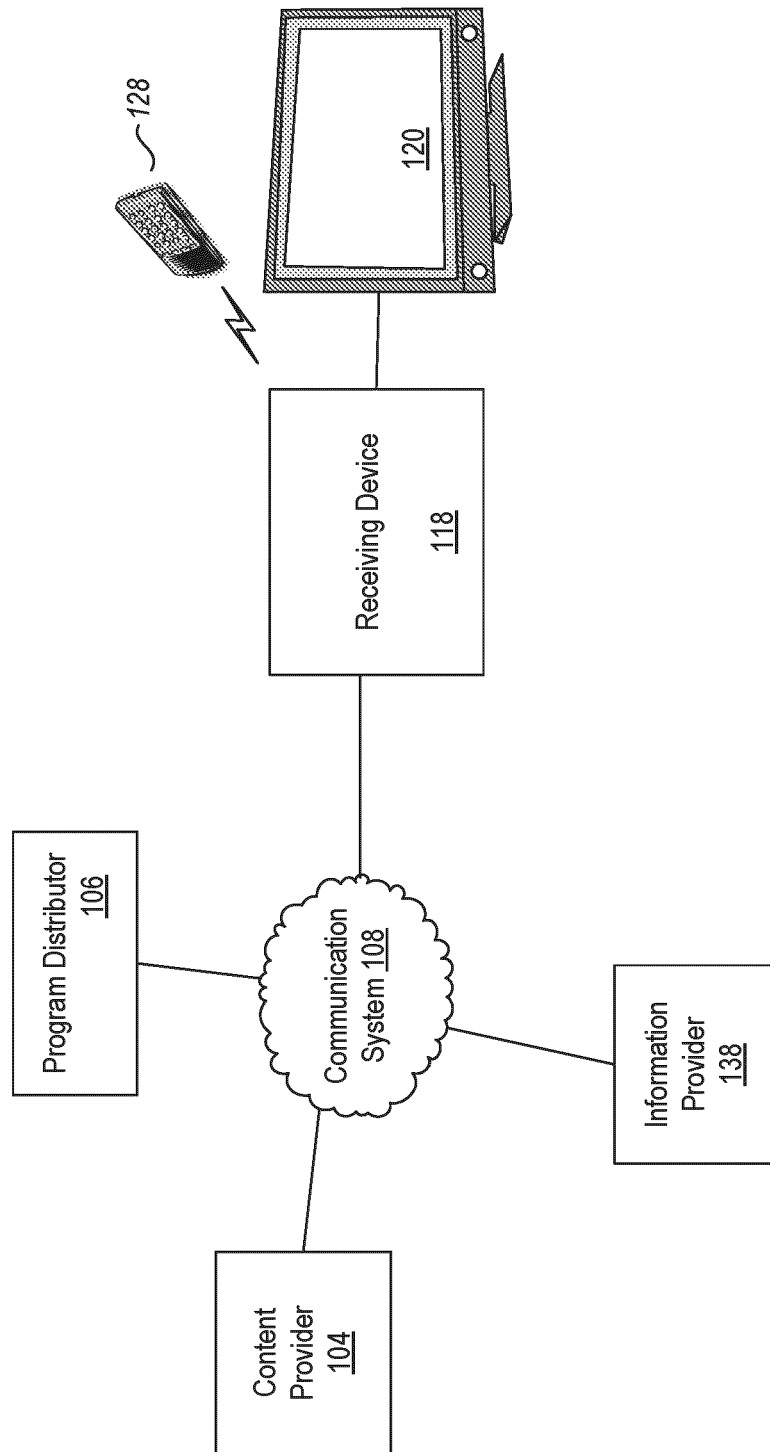 Content
Provider
104
Program Distributor
106
Communication
System 108
Information
Provider
138
Receiving Device
118
128
120